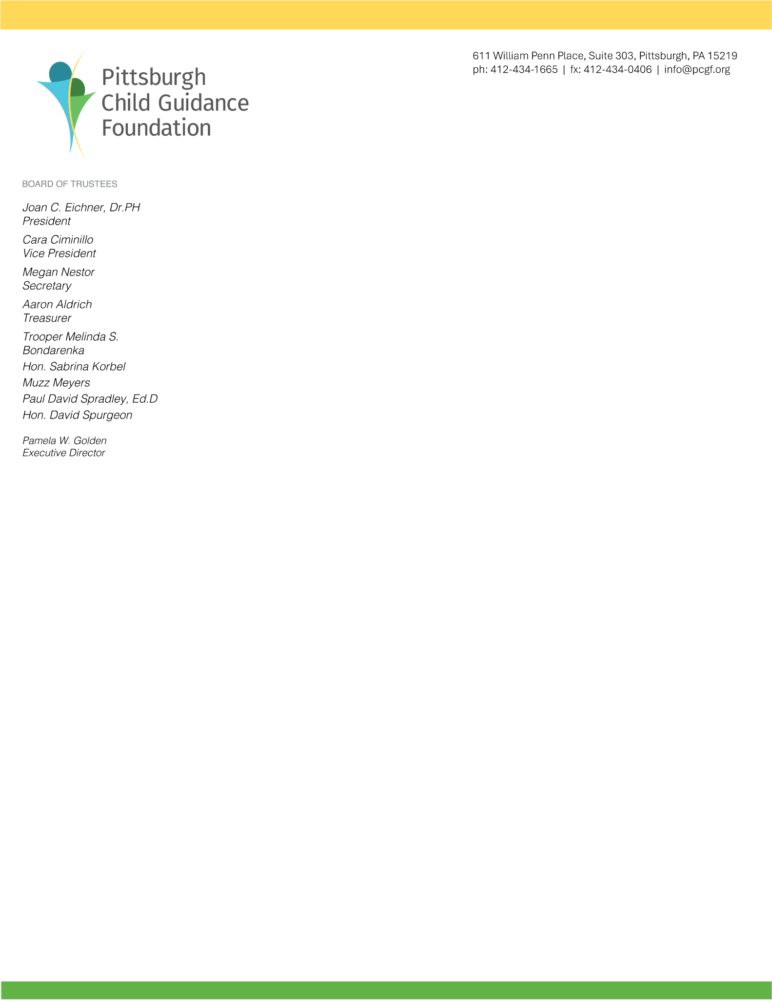 611 William Penn Place, Suite 303, Pittsburgh, PA 15219
ph: 412-434-1665 | fx: 412-434-0406 | info@pcgf.org
Pittsburgh
Child Guidance
Foundation
BOARD OF TRUSTEES
Joan C. Eichner, Dr.PH
President
Cara Ciminillo
Vice President
Megan Nestor
Secretary
Aaron Aldrich
Treasurer
Trooper Melinda S.
Bondarenka
Hon. Sabrina Korbel
Muzz Meyers
Paul David Spradley, Ed.D
Hon. David Spurgeon
Pamela W. Golden
Executive Director